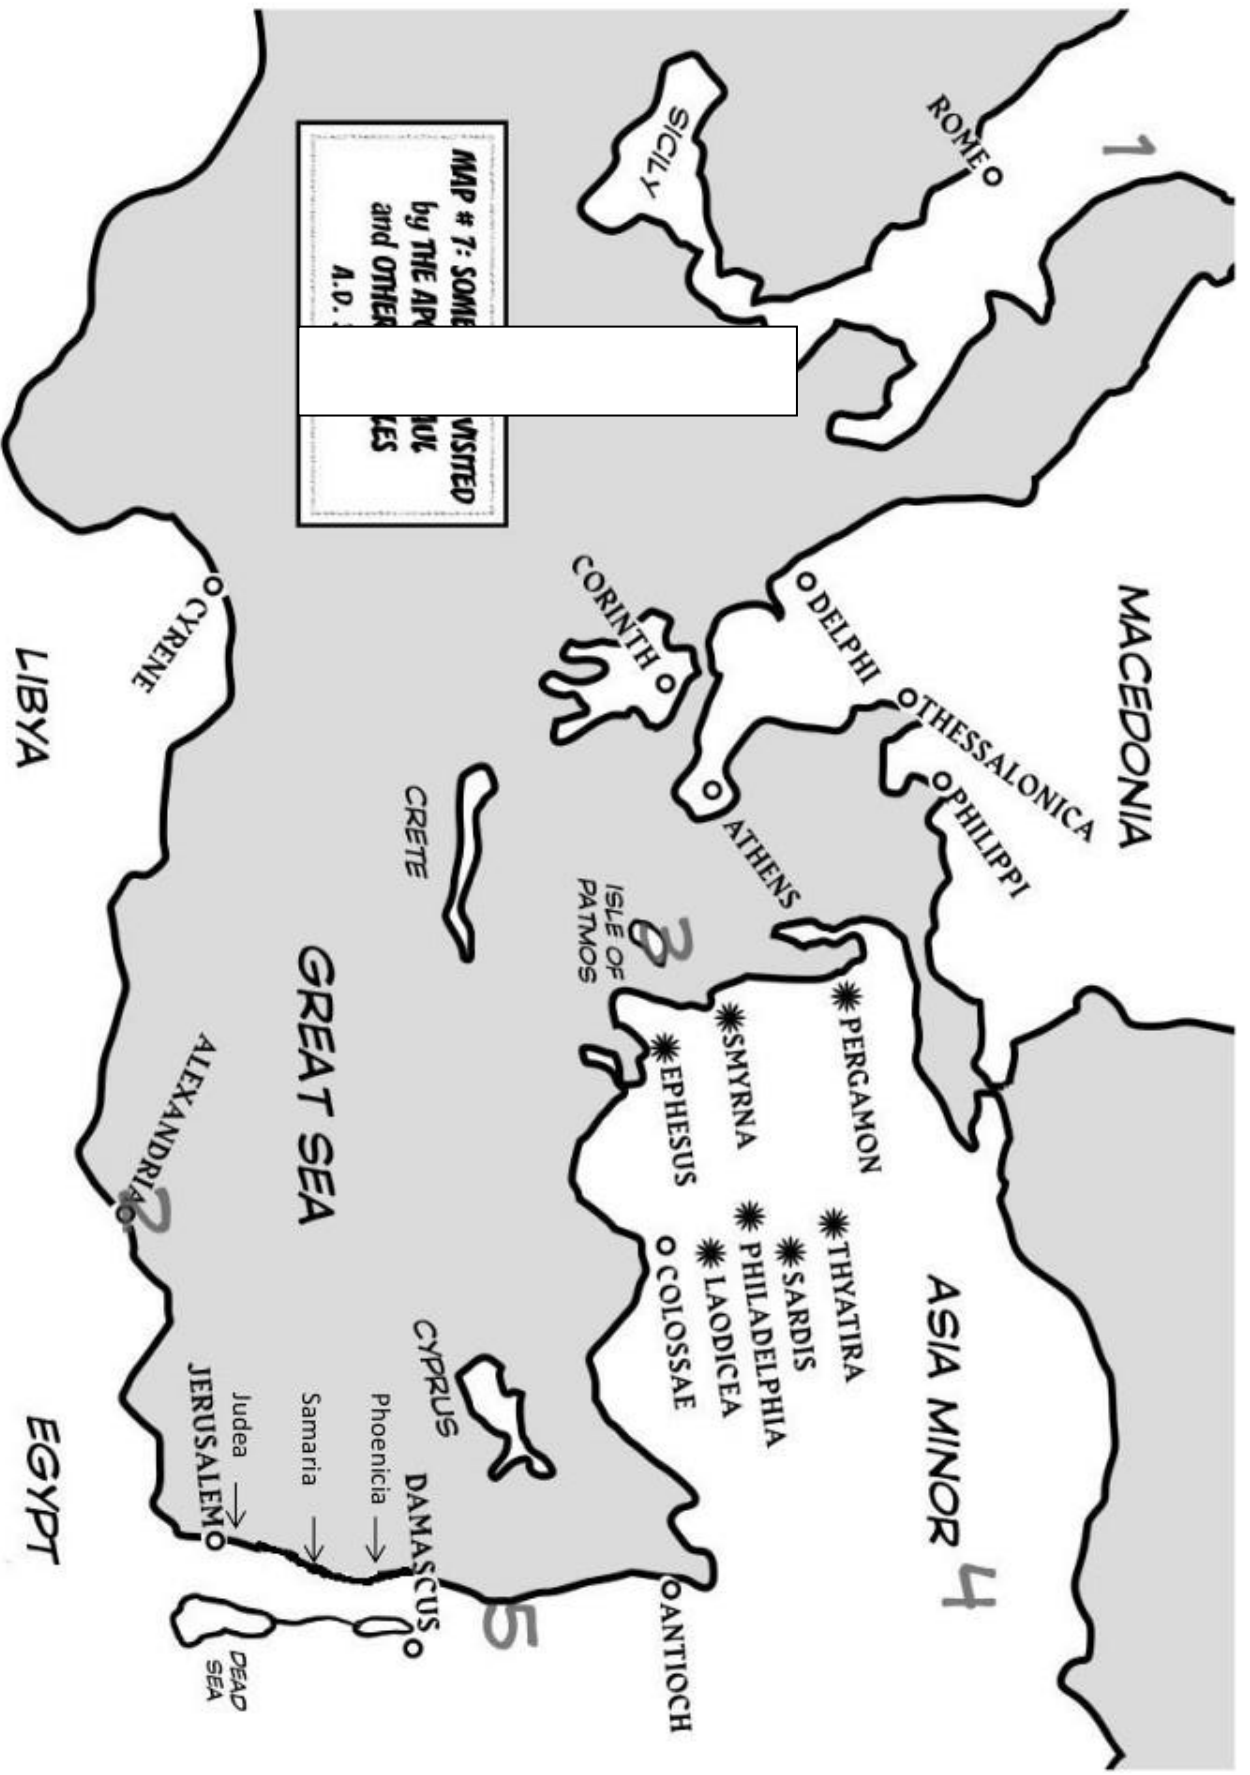 1
ROME
SICILY
MAP # 7: SOME VISITED
by THE APO AUL
and OTHER LES
A.D.
MACEDONIA
DELPHI
THESSALONICA
PHILIPPI
CORINTH
ATHENS
CYRENE
LIBYA
CRETE
3
ISLE OF
PATMOS
PERGAMON
SMYRNA
EPHESUS
THYATIRA
SARDIS
PHILADELPHIA
LAODICEA
COLOSSAE
ASIA MINOR
4
GREAT SEA
ALEXANDRIA
2
CYPRUS
ANTIOCH
5
DAMASCUS
Phoenicia
Samaria
Judea
JERUSALEM
DEAD
SEA
EGYPT